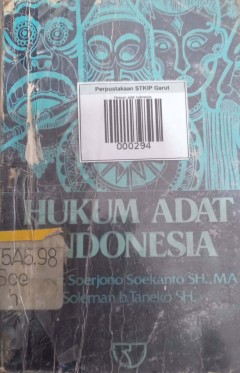 Perpustakaan STKIP Garut
000294
HUKUM ADAT
INDONESIA
Soerjono Soekanto SH., MA
Soleman b. Taneko SH.